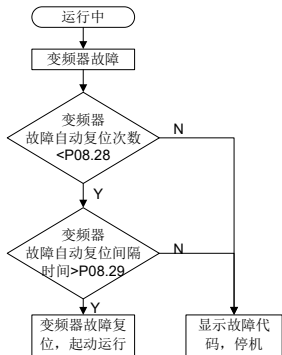 运行中
变频器故障
变频器
故障自动复位次数
<P08.28
N
Y
变频器
故障自动复位间隔
时间>P08.29
N
Y
变频器故障复
位，起动运行
显示故障代
码，停机